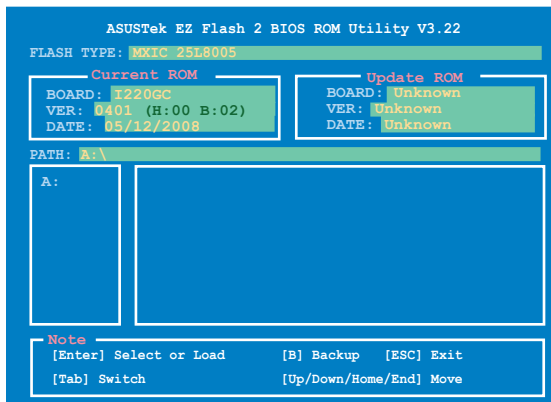 ASUSTek EZ Flash 2 BIOS ROM Utility V3.22
FLASH TYPE: MXIC 25L8005
Current ROM
BOARD: I220GC
VER: 0401 (H:00 B:02)
DATE: 05/12/2008
Update ROM
BOARD: Unknown
VER: Unknown
DATE: Unknown
PATH: A:\
A:
Note
[Enter] Select or Load [B] Backup [ESC] Exit
[Tab] Switch [Up/Down/Home/End] Move